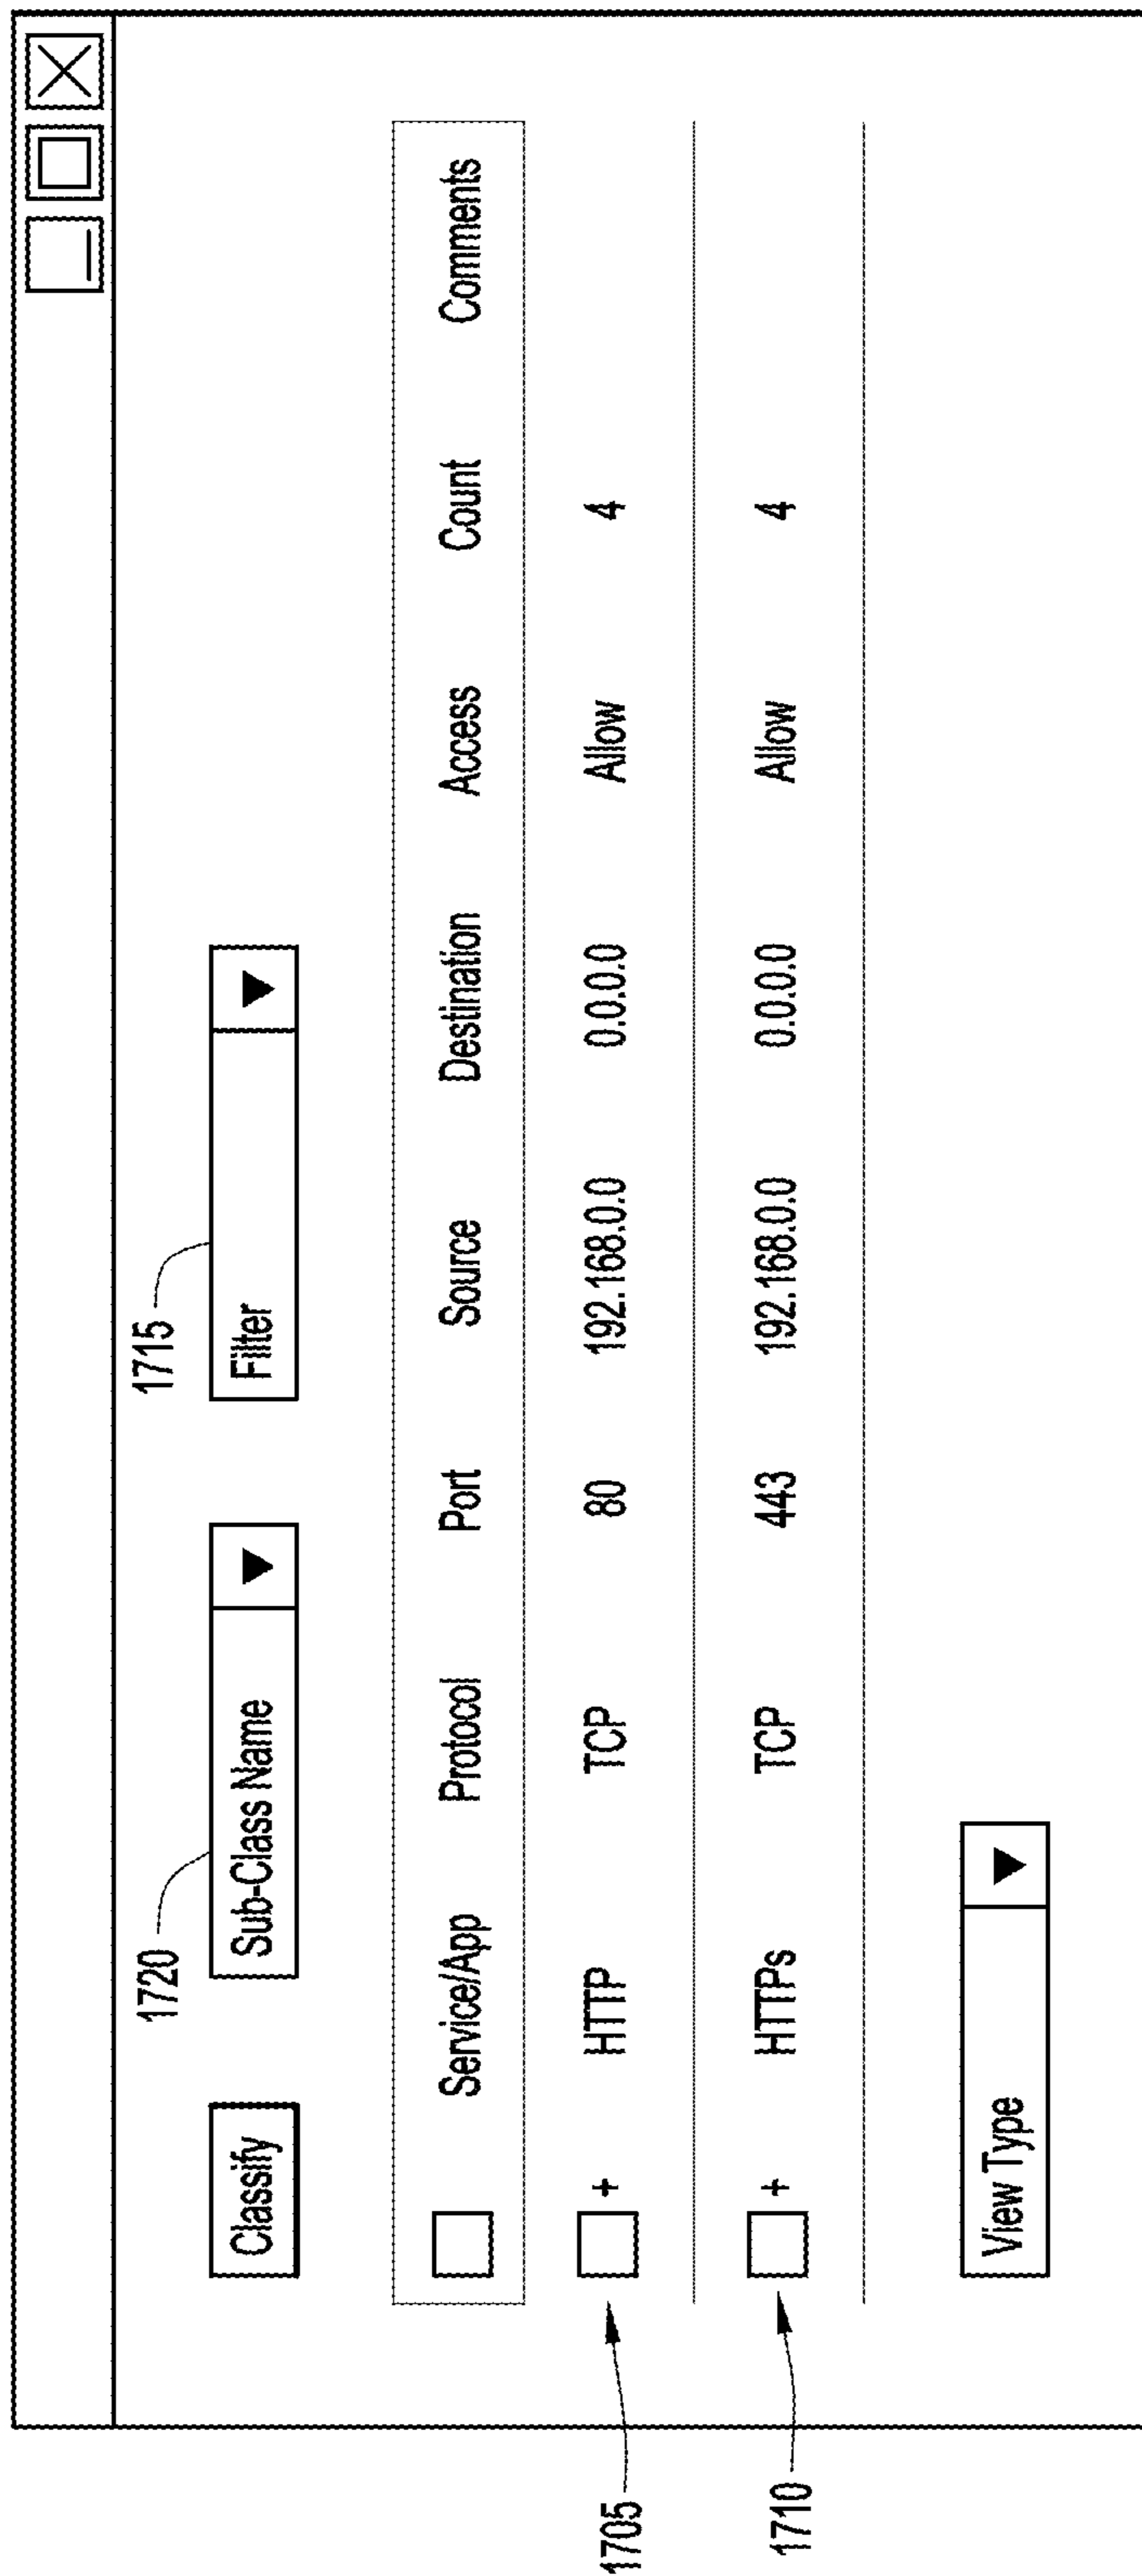 1720 1715
Classify Sub-Class Name Filter
Service/App Protocol Port Source Destination Access Count Comments
1705 + HTTP TCP 80 192.168.0.0 0.0.0.0 Allow 4
1710 + HTTPs TCP 443 192.168.0.0 0.0.0.0 Allow 4
View Type